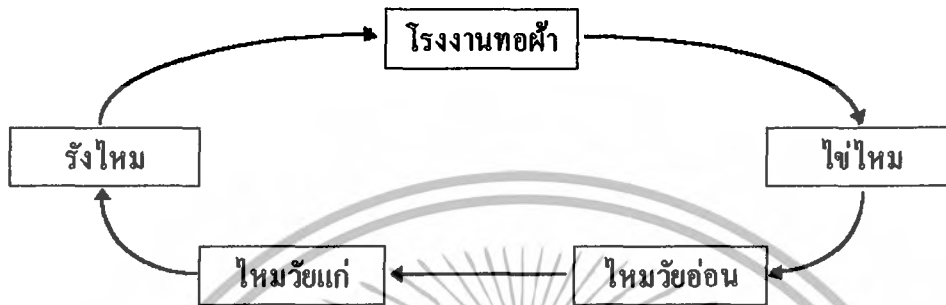 โรงงานทอผ้า
รังไหม
ไข่ไหม
ไหมวัยแก่
ไหมวัยอ่อน